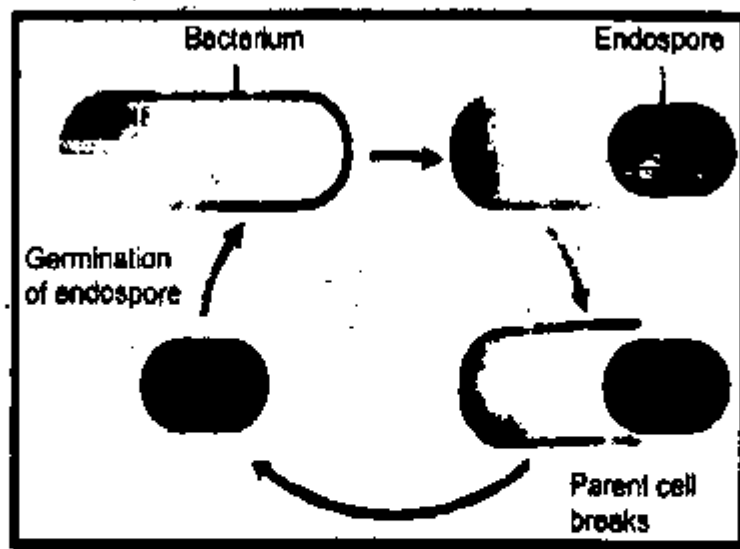 Bacterium
Endospore
Germination
of endospore
Parent cell
breaks